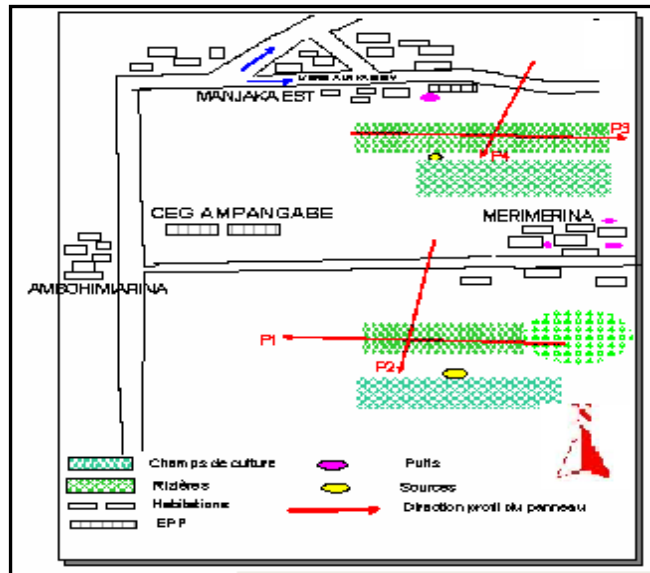 MANJAKA EST
P3
P4
CEG AMPANGABE
MERIMERINA
AMBOHIMIARINA
P1
P2
Champs de culture
Puits
Rizières
Sources
Habitations
Direction profil du panneau
EPP